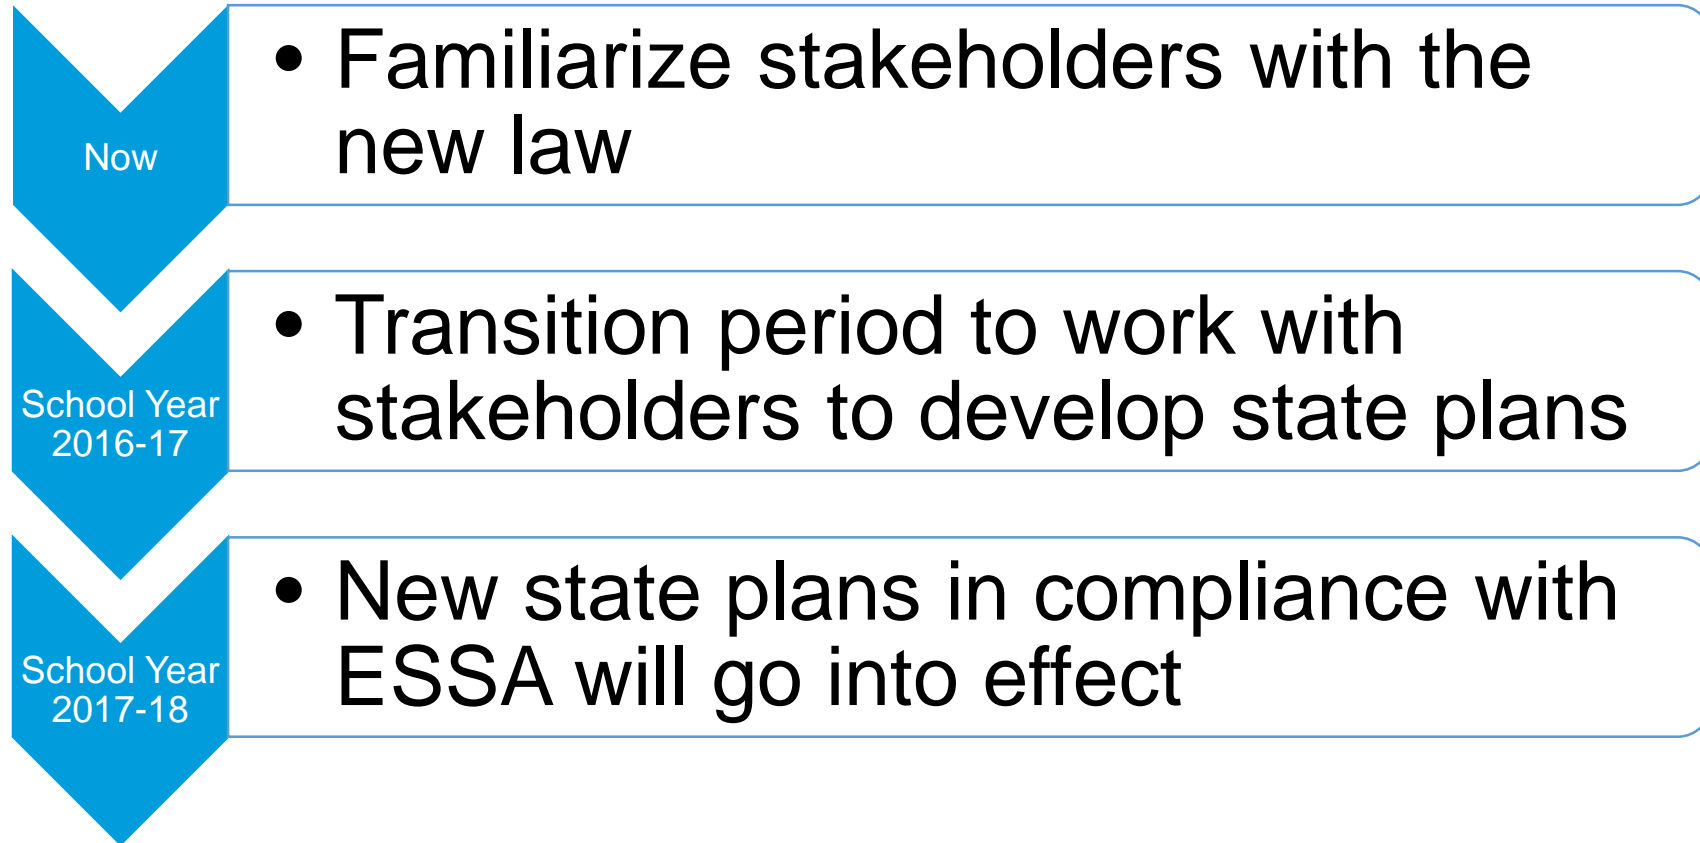 Now
• Familiarize stakeholders with the
new law
School Year
2016-17
• Transition period to work with
stakeholders to develop state plans
School Year
2017-18
• New state plans in compliance with
ESSA will go into effect